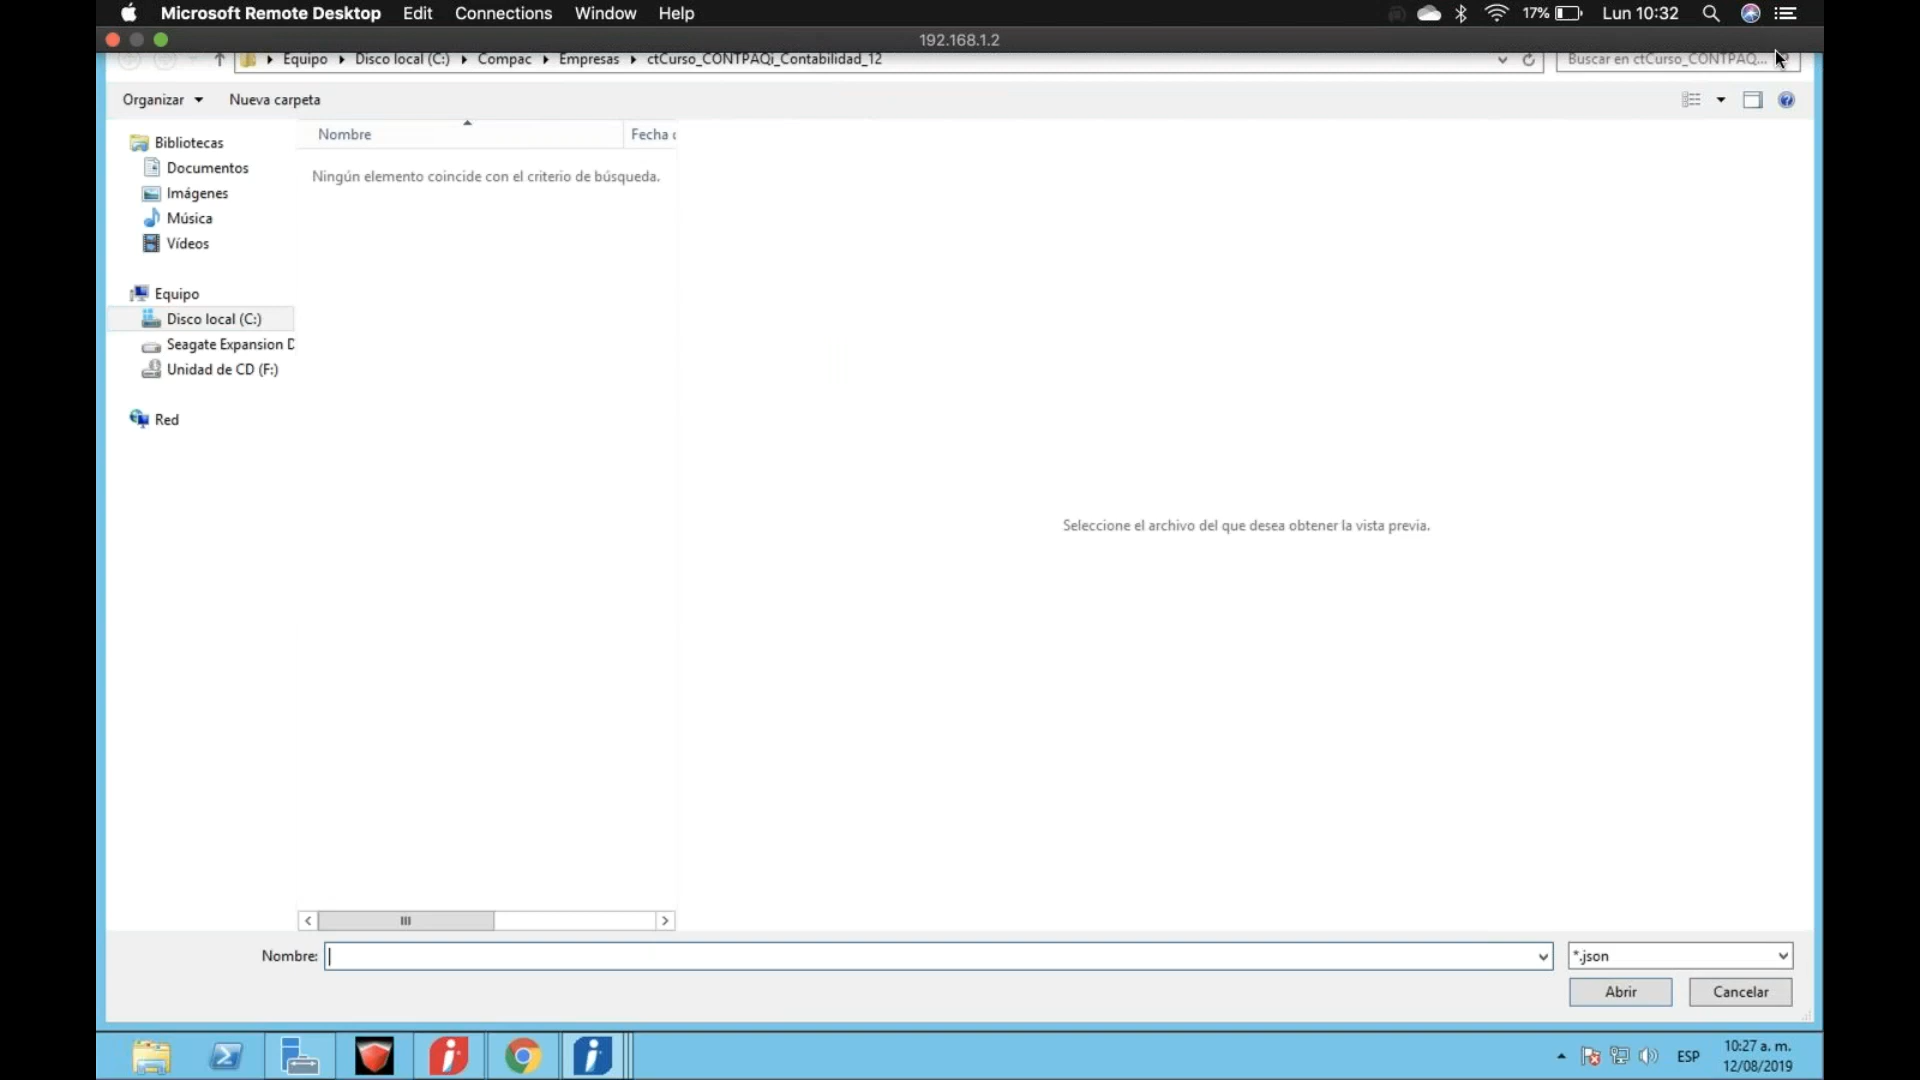 Microsoft Remote Desktop Edit Connections Window Help 17% Lun 10:32
192.168.1.2
Equipo Disco local (C:) Compac Empresas ctCurso_CONTPAQi_Contabilidad_12 Buscar en ctCurso_CONTPAQ...
Organizar Nueva carpeta
Nombre Fecha
Ningún elemento coincide con el criterio de búsqueda.
Bibliotecas
Documentos
Imágenes
Música
Vídeos
Equipo
Disco local (C:)
Seagate Expansion D
Unidad de CD (F:)
Red
Seleccione el archivo del que desea obtener la vista previa.
Nombre: *.json
Abrir Cancelar
ESP 10:27 a. m.
12/08/2019